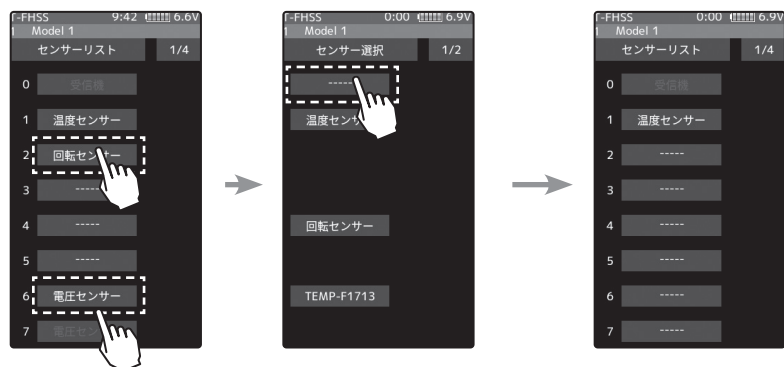 T-FHSS 9:42 6.6V
1 Model 1
センサーリスト 1/4
0 受信機
1 温度センサー
2 回転センサー
3 -----
4 -----
5 -----
6 電圧センサー
7 電圧セン
T-FHSS 0:00 6.9V
1 Model 1
センサー選択 1/2
-----
温度センサ
回転センサー
TEMP-F1713
T-FHSS 0:00 6.9V
1 Model 1
センサーリスト 1/4
0 受信機
1 温度センサー
2 -----
3 -----
4 -----
5 -----
6 -----
7 -----